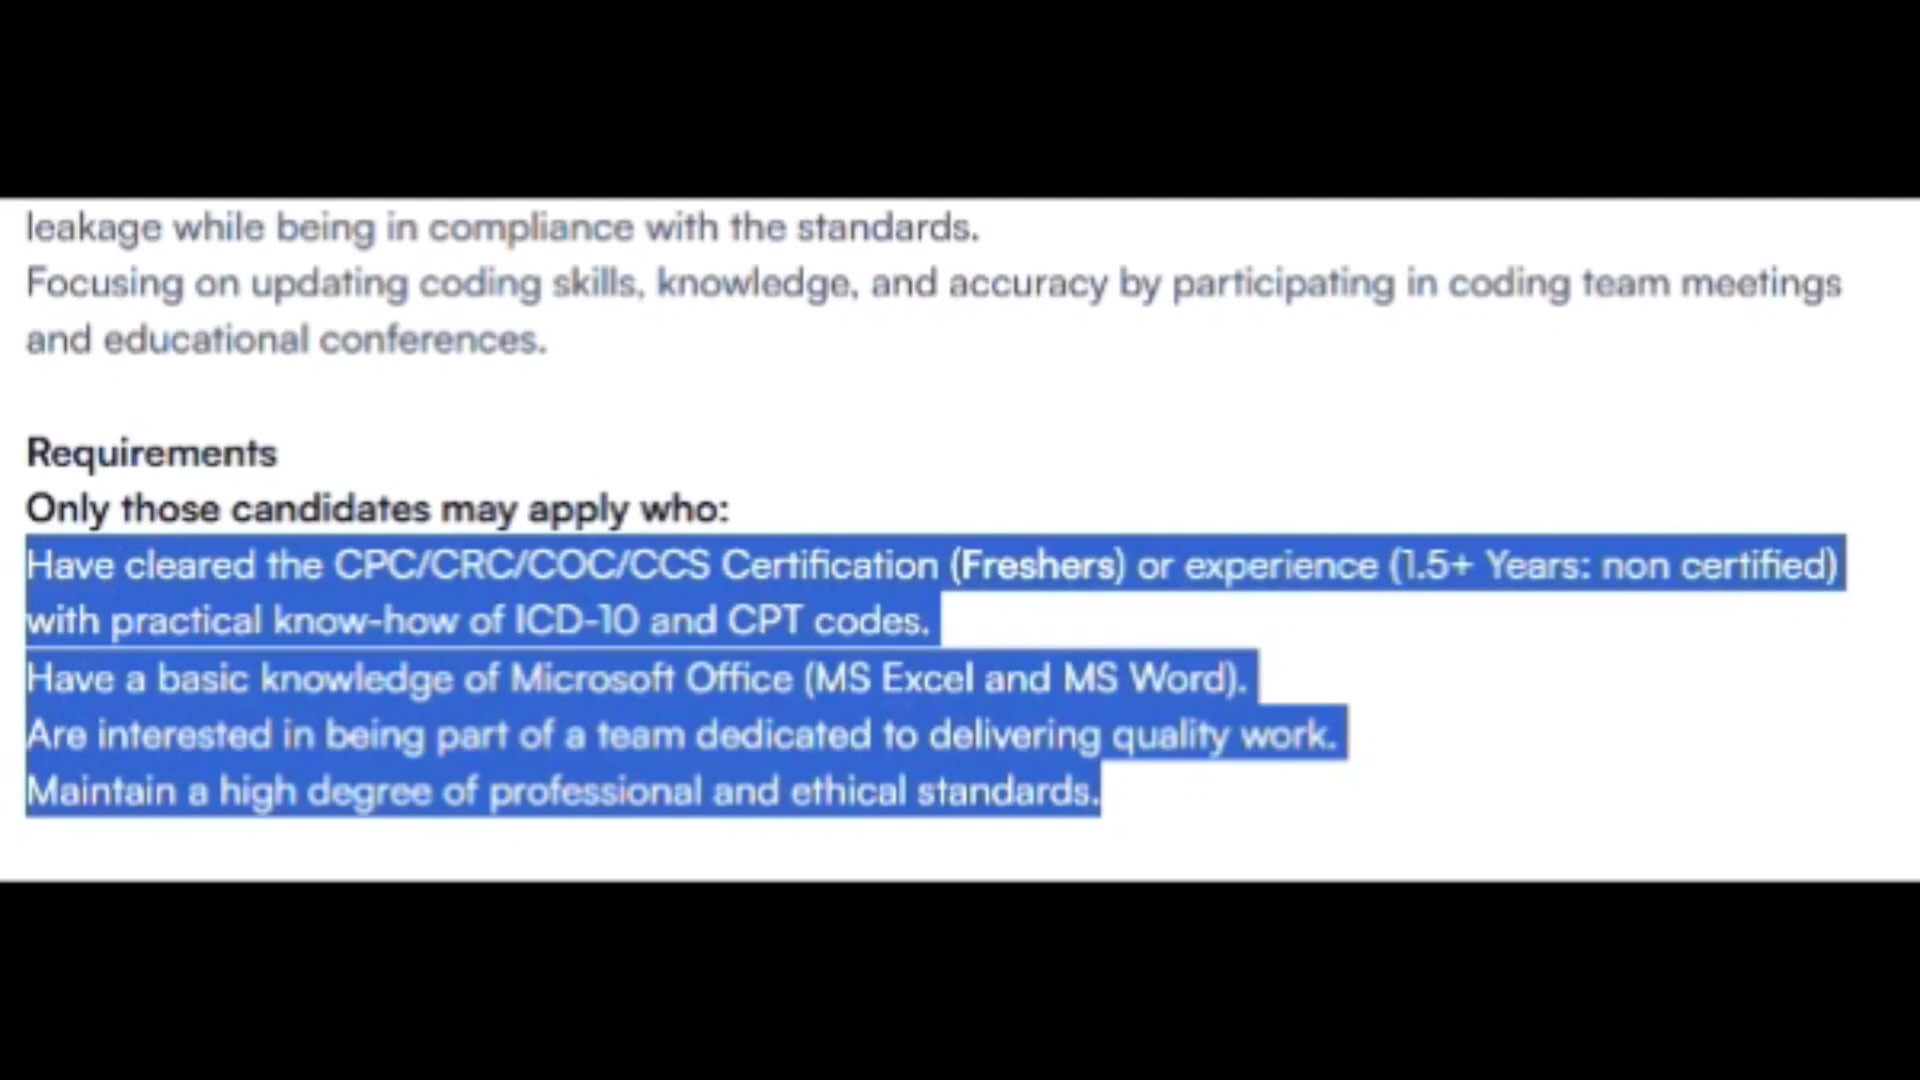 leakage while being in compliance with the standards.
Focusing on updating coding skills, knowledge, and accuracy by participating in coding team meetings
and educational conferences.
Requirements
Only those candidates may apply who:
Have cleared the CPC/CRC/COC/CCS Certification (Freshers) or experience (1.5+ Years: non certified)
with practical know-how of ICD-10 and CPT codes.
Have a basic knowledge of Microsoft Office (MS Excel and MS Word).
Are interested in being part of a team dedicated to delivering quality work.
Maintain a high degree of professional and ethical standards.